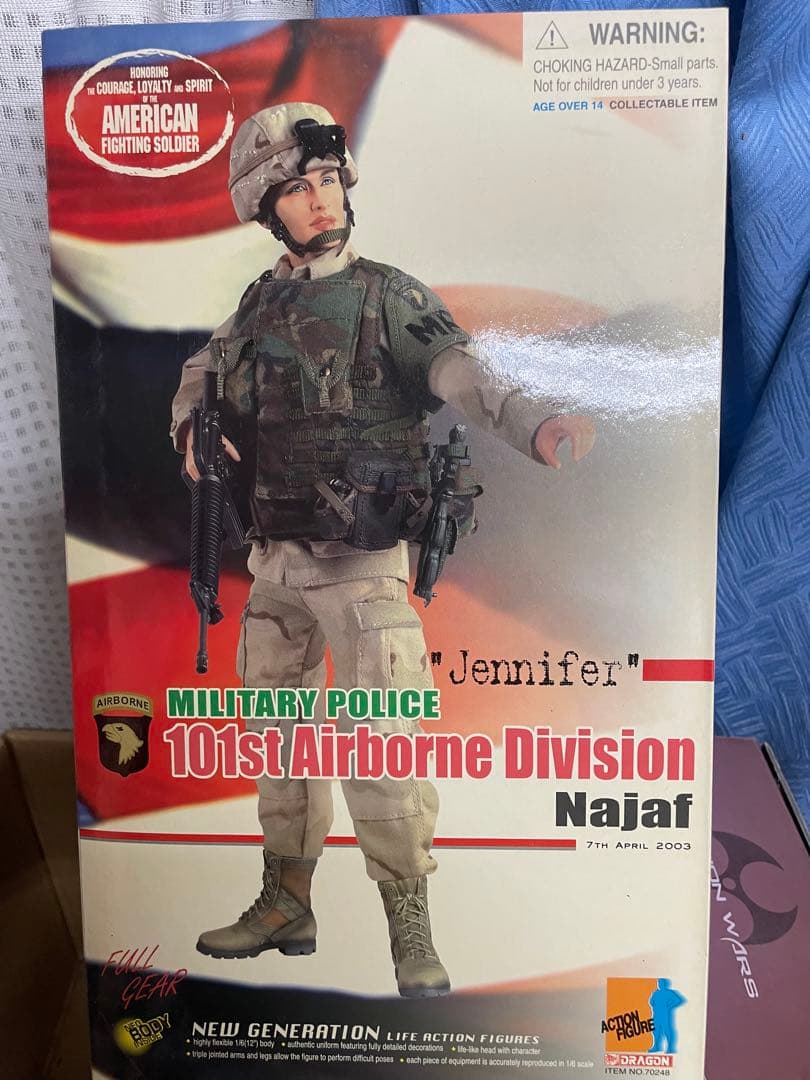 HONORING
THE COURAGE, LOYALTY AND SPIRIT
OF THE
AMERICAN
FIGHTING SOLDIER
WARNING:
CHOKING HAZARD-Small parts.
Not for children under 3 years.
AGE OVER 14 COLLECTABLE ITEM
MP
"Jennifer"
AIRBORNE
MILITARY POLICE
101st Airborne Division
Najaf
7TH APRIL 2003
FULL
GEAR
NEO
BODY
INSIDE
NEW GENERATION LIFE ACTION FIGURES
• highly flexible 1/6(12") body • authentic uniform featuring fully detailed decorations • life-like head with character
• triple jointed arms and legs allow the figure to perform difficult poses • each piece of equipment is accurately reproduced in 1/6 scale
ACTION
FIGURE
DRAGON
ITEM NO.70248
WARS